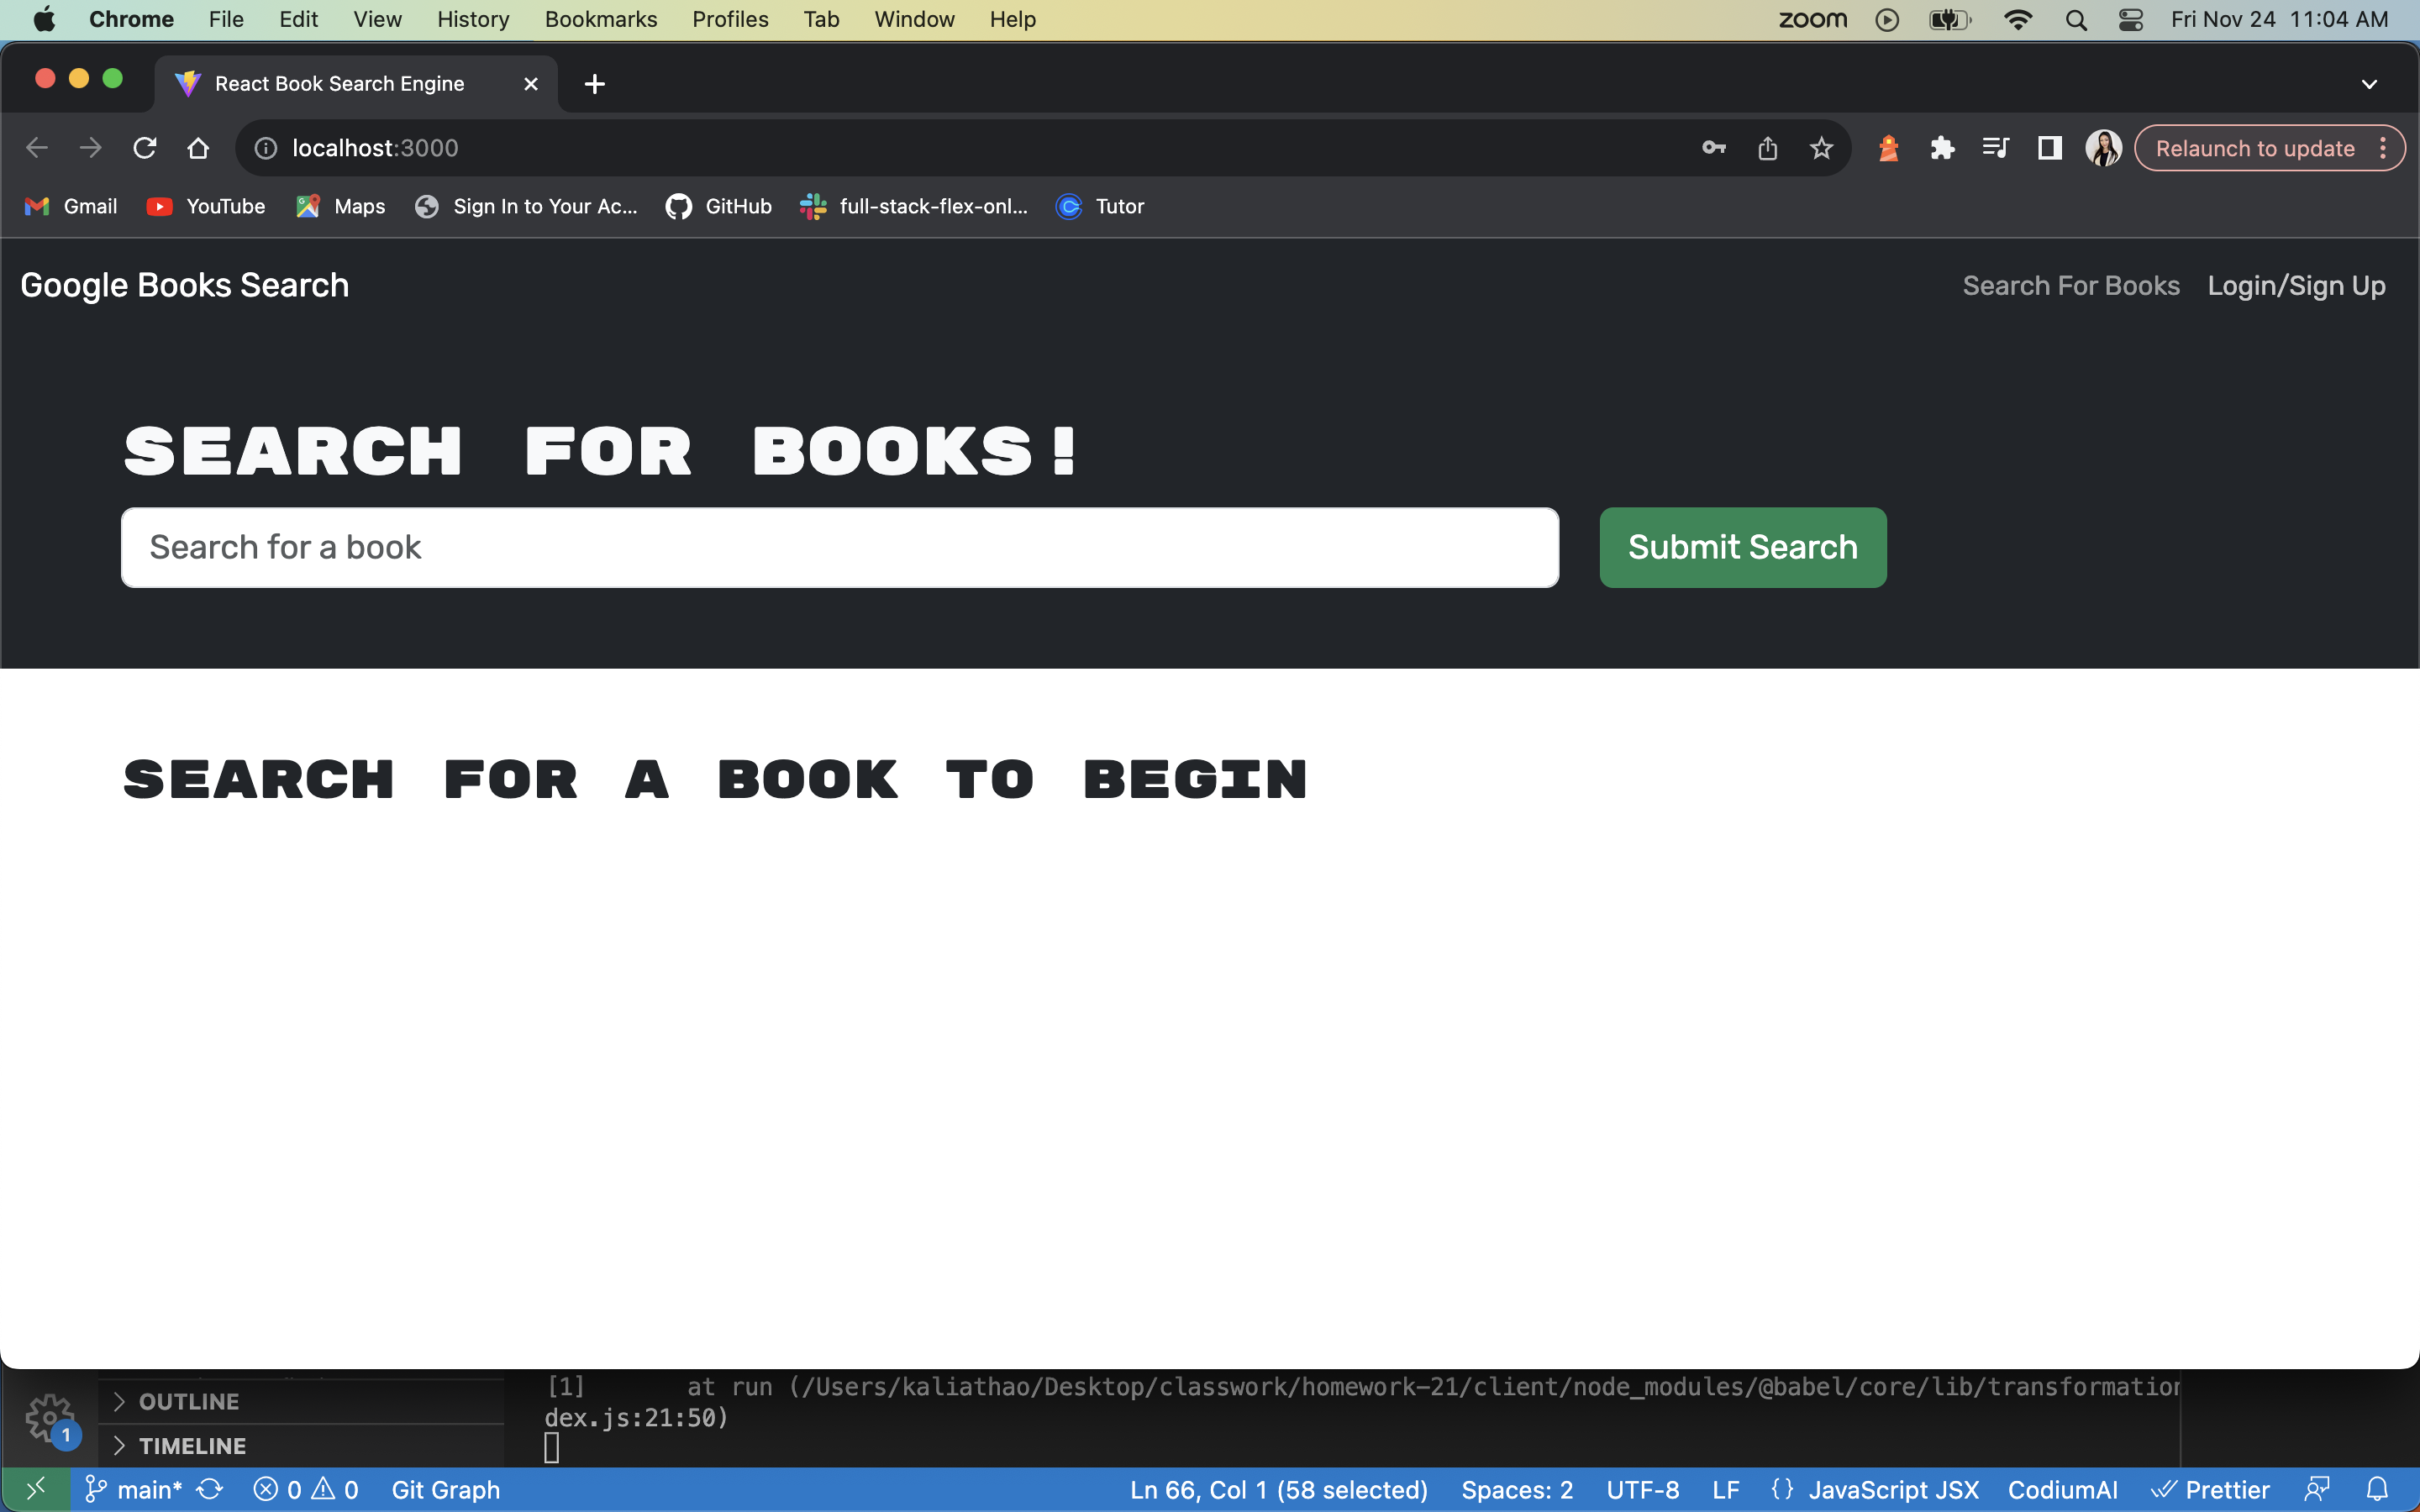 Chrome File Edit View History Bookmarks Profiles Tab Window Help zoom Fri Nov 24 11:04 AM
React Book Search Engine
localhost:3000 Relaunch to update
Gmail YouTube Maps Sign In to Your Ac... GitHub full-stack-flex-onl... Tutor
Google Books Search Search For Books Login/Sign Up
SEARCH FOR BOOKS!
Search for a book Submit Search
SEARCH FOR A BOOK TO BEGIN
[1] at run (/Users/kaliathao/Desktop/classwork/homework-21/client/node_modules/@babel/core/lib/transformation
OUTLINE
dex.js:21:50)
1
TIMELINE
main* 0 0 Git Graph Ln 66, Col 1 (58 selected) Spaces: 2 UTF-8 LF {} JavaScript JSX CodiumAI Prettier